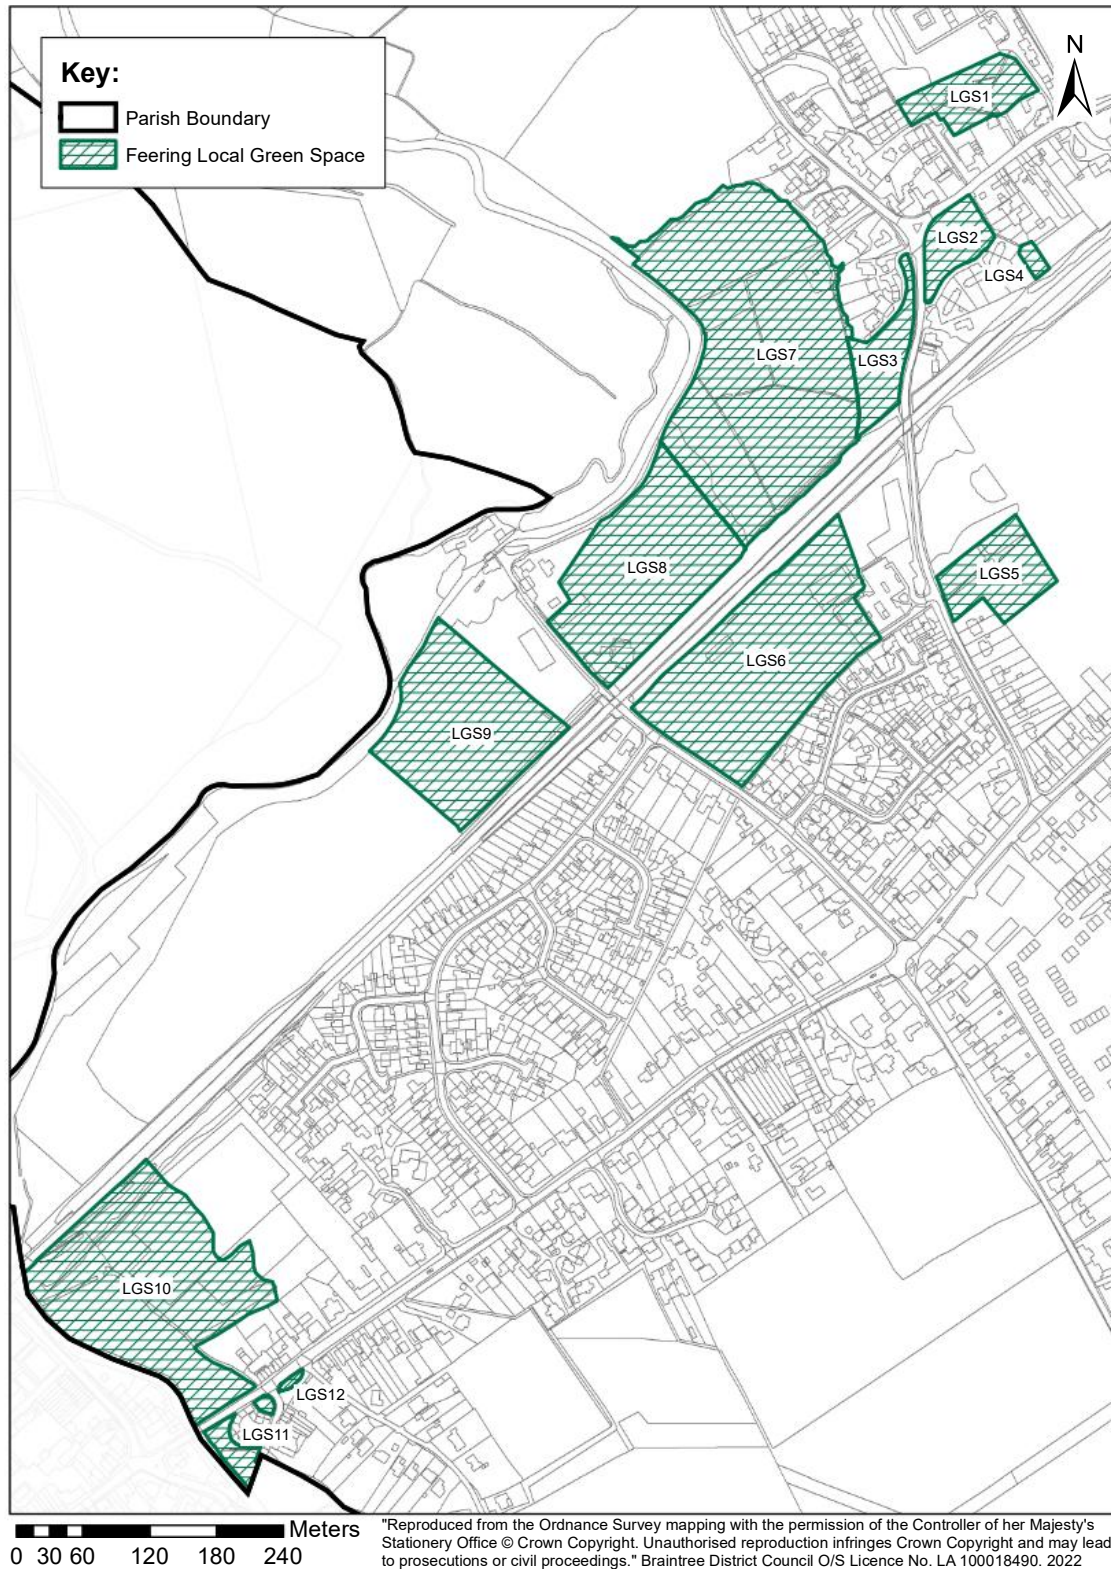 Key:
Parish Boundary
Feering Local Green Space
N
LGS1
LGS2
LGS4
LGS7
LGS3
LGS8
LGS5
LGS6
LGS9
LGS10
LGS12
LGS11
Meters
0 30 60 120 180 240
"Reproduced from the Ordnance Survey mapping with the permission of the Controller of her Majesty's
Stationery Office © Crown Copyright. Unauthorised reproduction infringes Crown Copyright and may lead
to prosecutions or civil proceedings." Braintree District Council O/S Licence No. LA 100018490. 2022